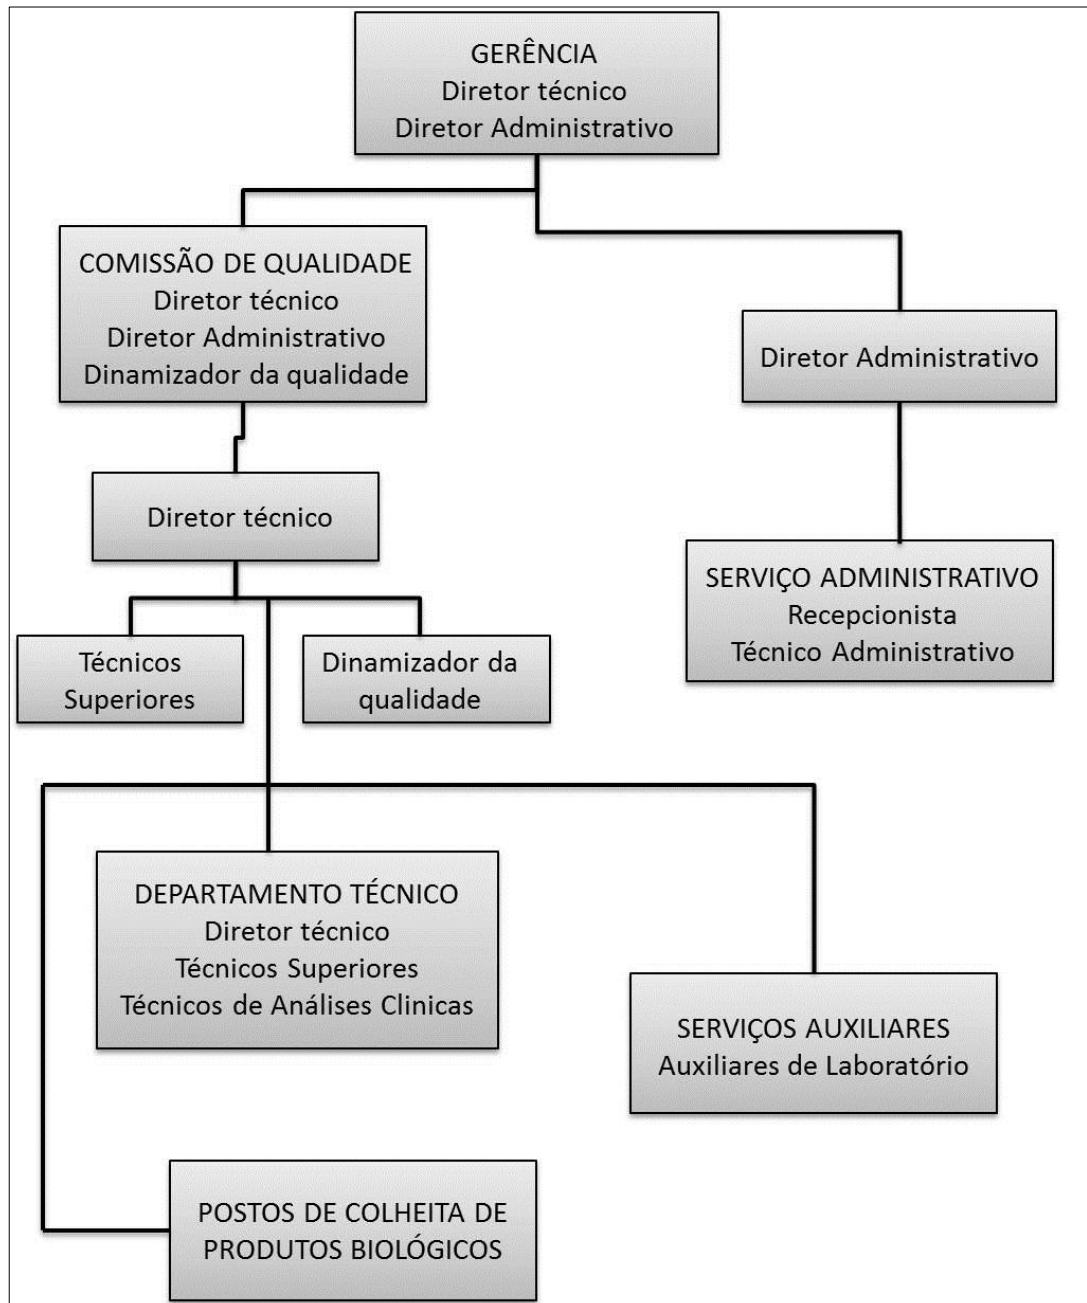 GERÊNCIA
Diretor técnico
Diretor Administrativo
COMISSÃO DE QUALIDADE
Diretor técnico
Diretor Administrativo
Dinamizador da qualidade
Diretor Administrativo
Diretor técnico
SERVIÇO ADMINISTRATIVO
Recepcionista
Técnico Administrativo
Técnicos
Superiores
Dinamizador da
qualidade
DEPARTAMENTO TÉCNICO
Diretor técnico
Técnicos Superiores
Técnicos de Análises Clinicas
SERVIÇOS AUXILIARES
Auxiliares de Laboratório
POSTOS DE COLHEITA DE
PRODUTOS BIOLÓGICOS